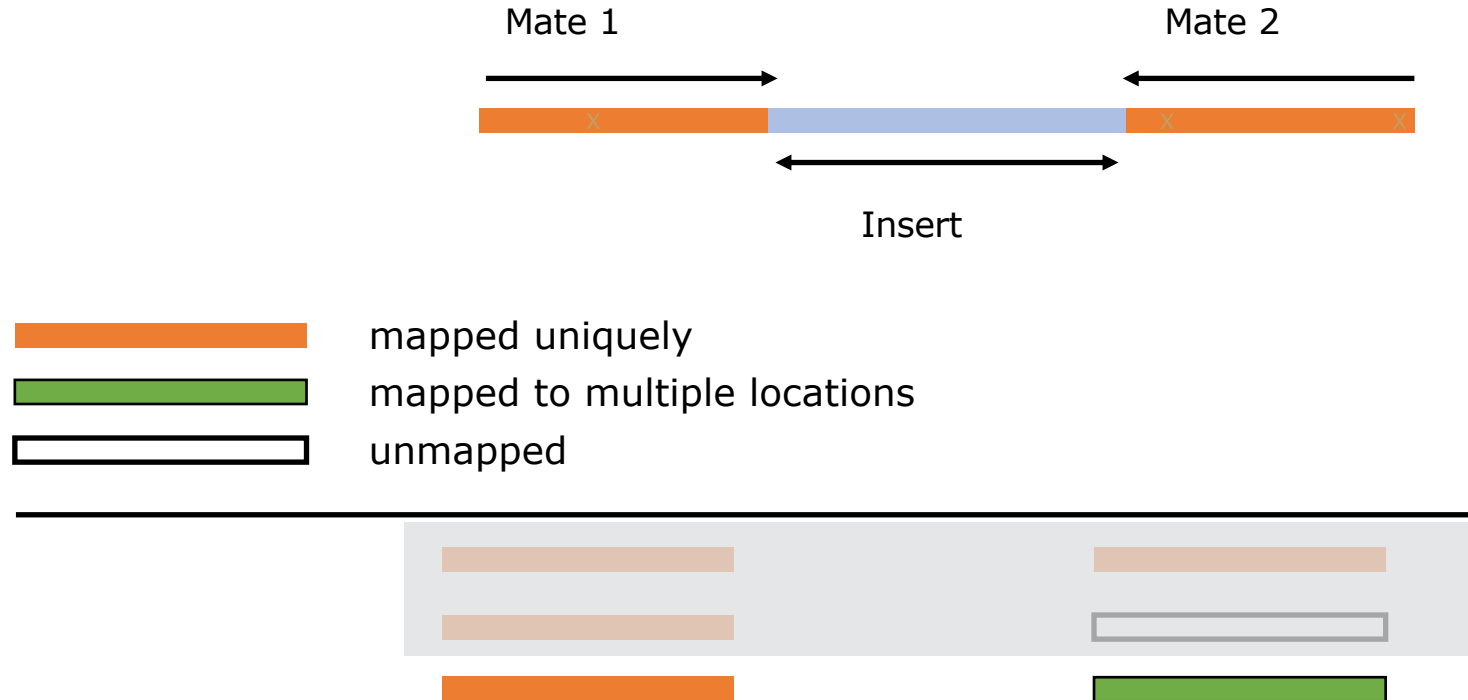 Mate 1
Mate 2
X
X
X
Insert
mapped uniquely
mapped to multiple locations
unmapped